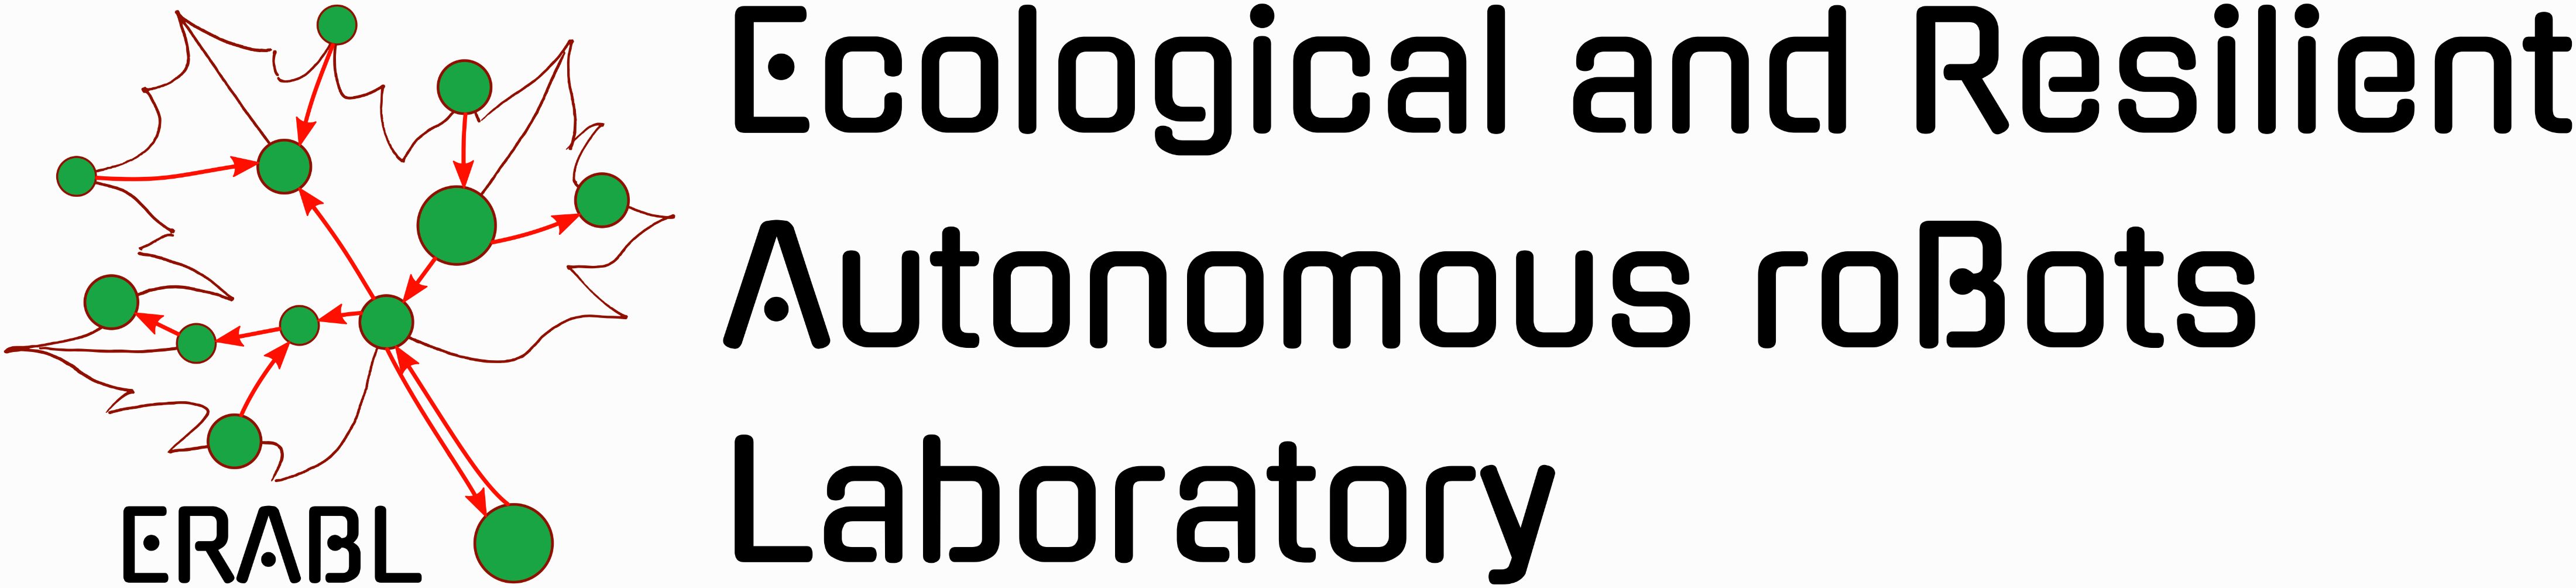 Ecological and Resilient
Autonomous roBots
Laboratory
ERABL